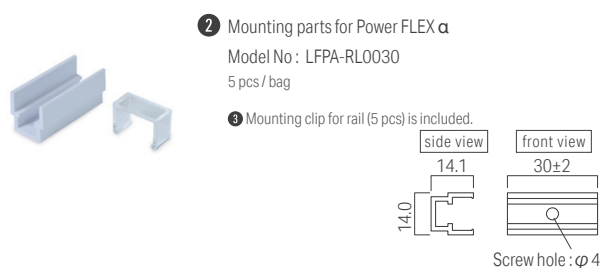 2 Mounting parts for Power FLEX α
Model No : LFPA-RL0030
5 pcs / bag
3 Mounting clip for rail (5 pcs) is included.
side view
front view
14.1
30±2
14.0
Screw hole : φ 4